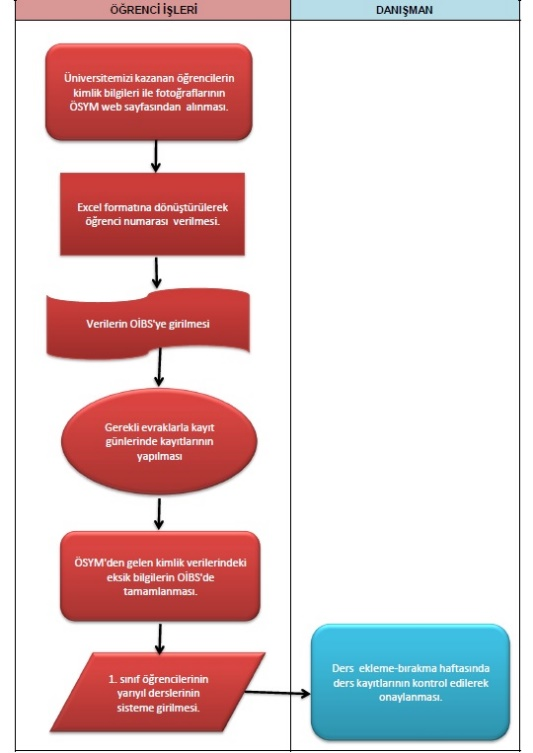 ÖĞRENCİ İŞLERİ
DANIŞMAN
Üniversitemizi kazanan öğrencilerin
kimlik bilgileri ile fotoğraflarının
ÖSYM web sayfasından alınması.
Excel formatına dönüştürülerek
öğrenci numarası verilmesi.
Verilerin OİBS'ye girilmesi
Gerekli evraklarla kayıt
günlerinde kayıtlarının
yapılması
ÖSYM'den gelen kimlik verilerindeki
eksik bilgilerin OİBS'de
tamamlanması.
1. sınıf öğrencilerinin
yarıyıl derslerinin
sisteme girilmesi.
Ders ekleme-bırakma haftasında
ders kayıtlarının kontrol edilerek
onaylanması.